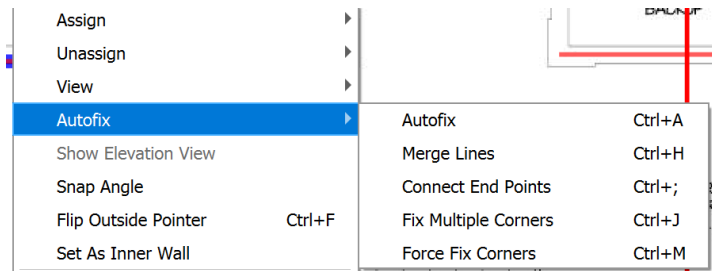 BACKUP
Assign
Unassign
View
Autofix
Show Elevation View
Snap Angle
Flip Outside Pointer Ctrl+F
Set As Inner Wall
Autofix Ctrl+A
Merge Lines Ctrl+H
Connect End Points Ctrl+;
Fix Multiple Corners Ctrl+J
Force Fix Corners Ctrl+M